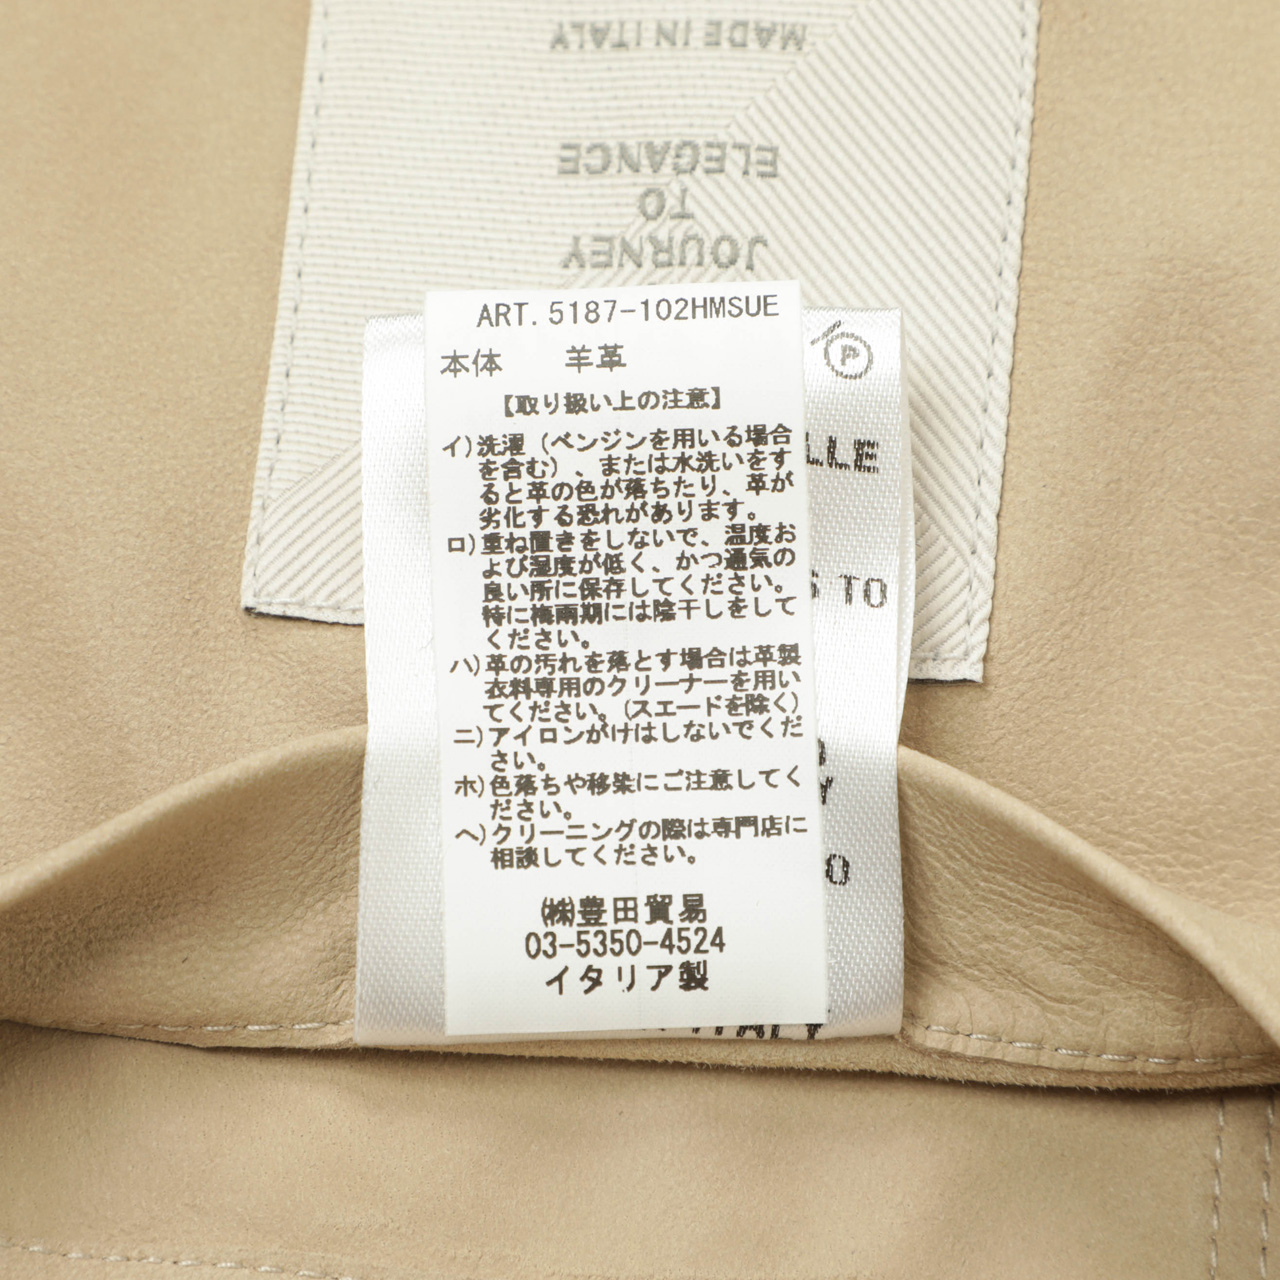 MADE IN ITALY
ELEGANCE
TO
JOURNEY
ART. 5187-102HMSUE
本体 羊革
【取り扱い上の注意】
イ)洗濯（ベンジンを用いる場合
を含む）、または水洗いをす
ると革の色が落ちたり、革が
劣化する恐れがあります。
ロ)重ね置きをしないで、温度お
よび湿度が低く、かつ通気の
良い所に保存してください。
特に梅雨期には陰干しをして
ください。
ハ)革の汚れを落とす場合は革製
衣料専用のクリーナーを用い
てください。(スエードを除く)
ニ)アイロンがけはしないでくだ
さい。
ホ)色落ちや移染にご注意してく
ださい。
ヘ)クリーニングの際は専門店に
相談してください。
㈱豊田貿易
03-5350-4524
イタリア製
P
TO